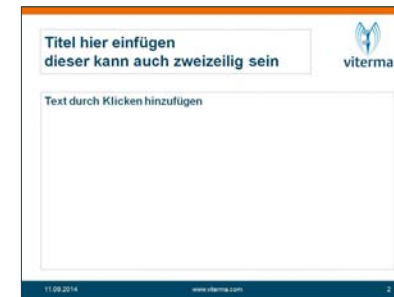 Titel hier einfügen
dieser kann auch zweizeilig sein
viterma
Text durch Klicken hinzufügen
11.09.2014
www.viterma.com
2